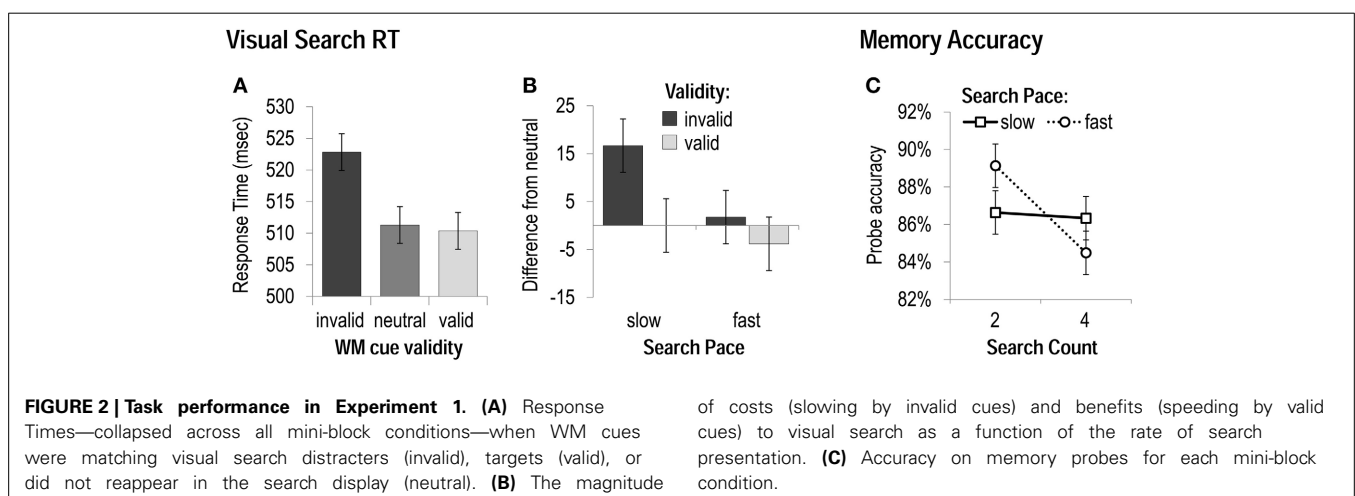 Visual Search RT
Memory Accuracy
A
530
525
520
515
510
505
500
Response Time (msec)
invalid neutral valid
WM cue validity
B
25
15
5
-5
-15
Difference from neutral
Validity:
invalid
valid
slow fast
Search Pace
C
92%
90%
88%
86%
84%
82%
Probe accuracy
Search Pace:
slow fast
2 4
Search Count
FIGURE 2 | Task performance in Experiment 1. (A) Response
Times—collapsed across all mini-block conditions—when WM cues
were matching visual search distracters (invalid), targets (valid), or
did not reappear in the search display (neutral). (B) The magnitude
of costs (slowing by invalid cues) and benefits (speeding by valid
cues) to visual search as a function of the rate of search
presentation. (C) Accuracy on memory probes for each mini-block
condition.